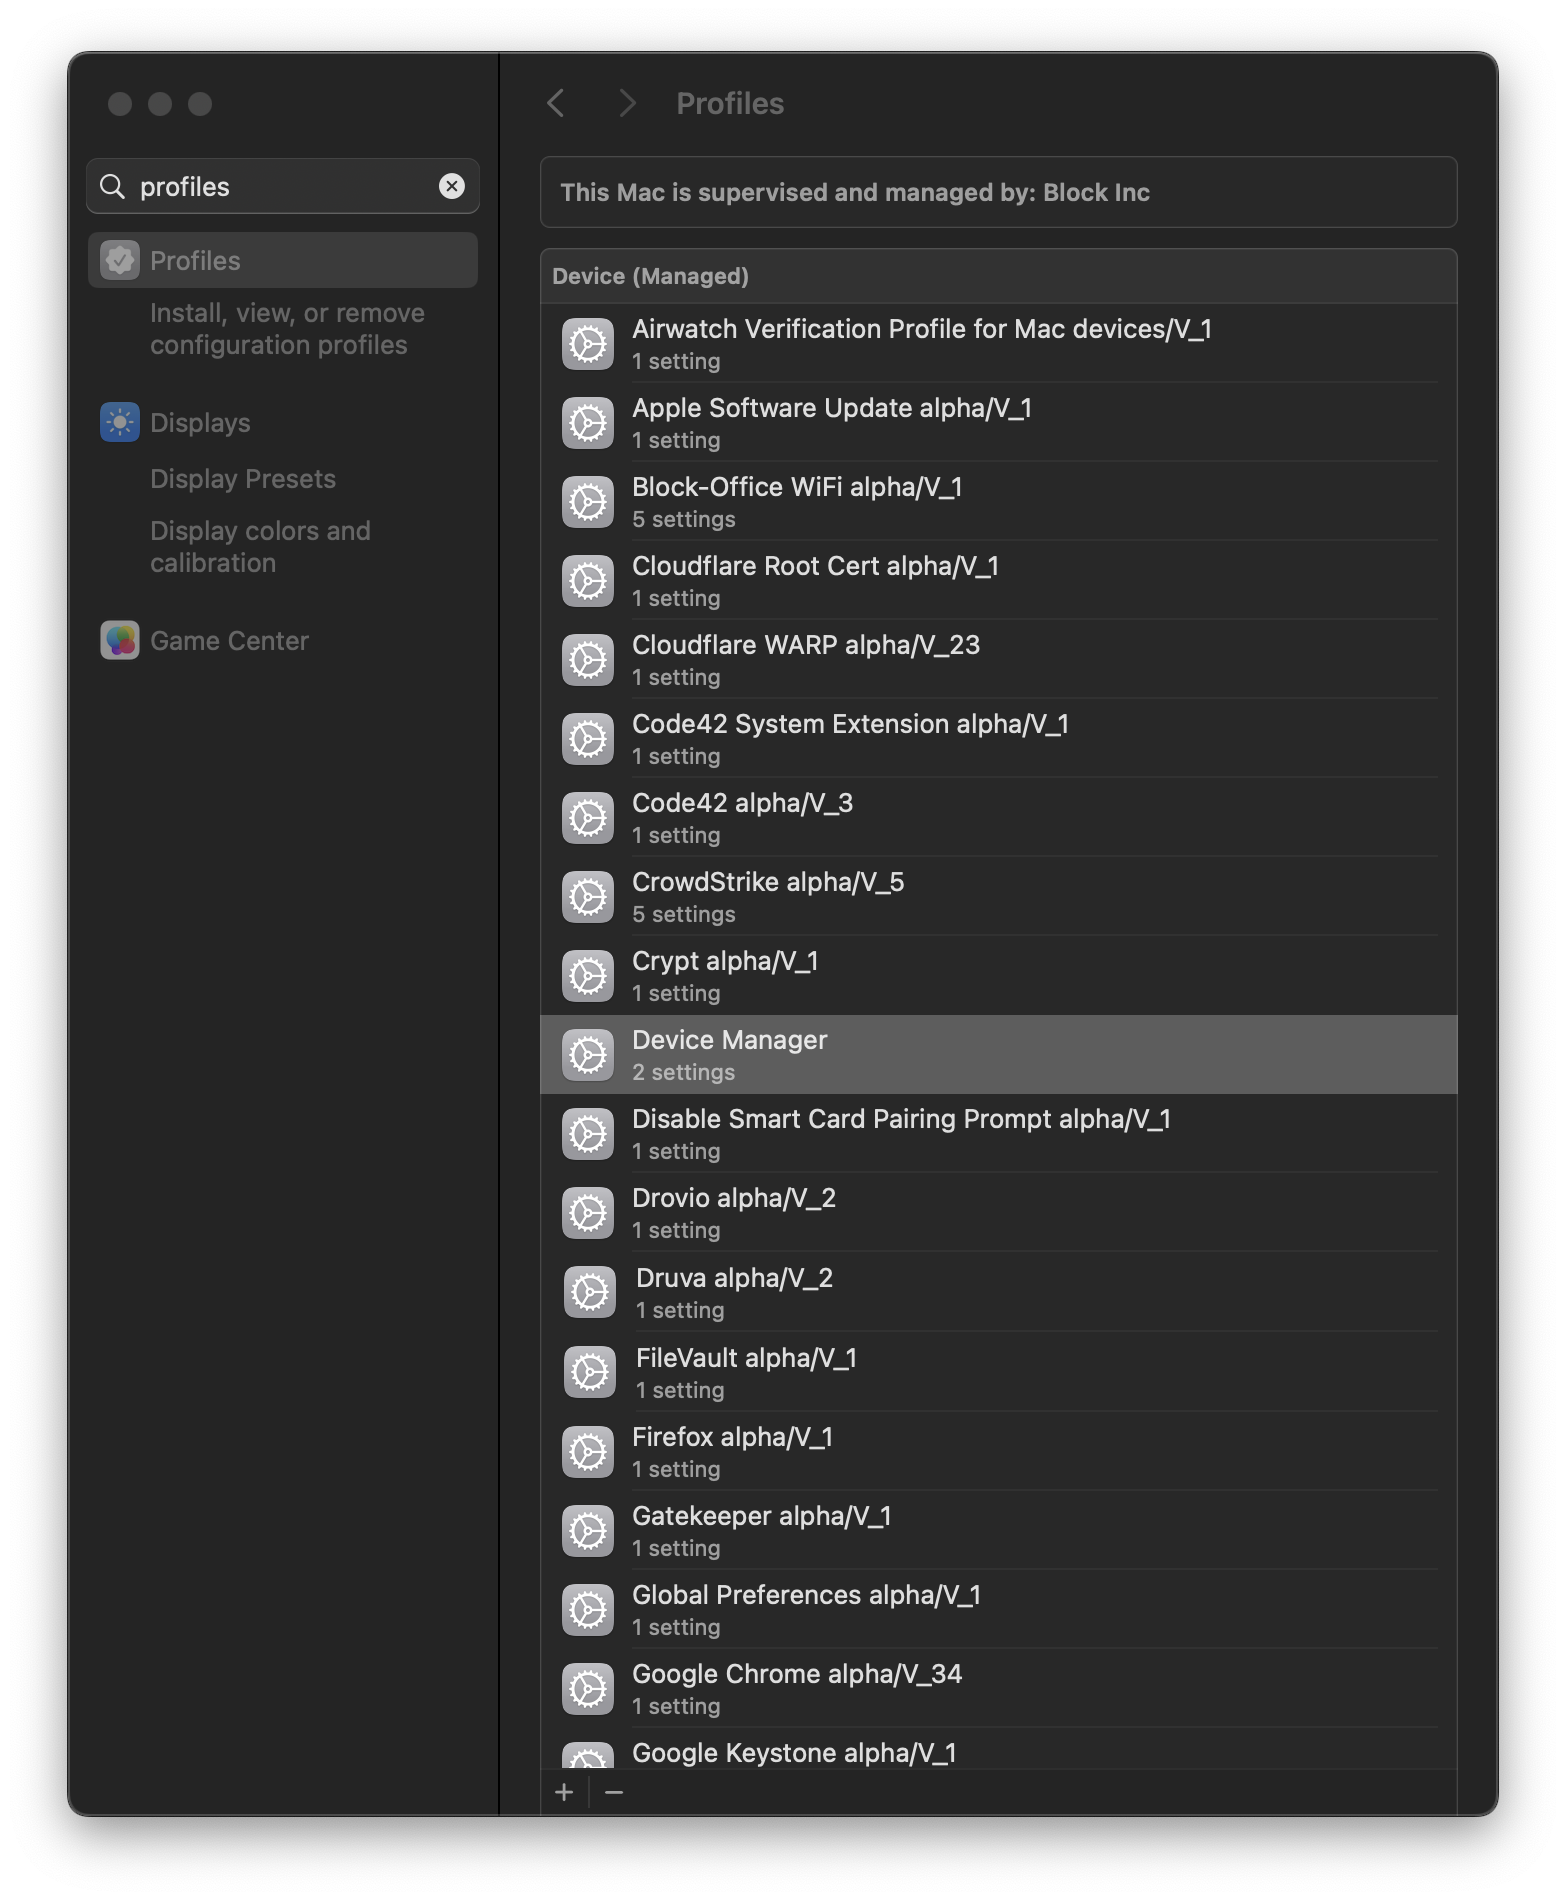 profiles
Profiles
Install, view, or remove
configuration profiles
Displays
Display Presets
Display colors and
calibration
Game Center
Profiles
This Mac is supervised and managed by: Block Inc
Device (Managed)
Airwatch Verification Profile for Mac devices/V_1
1 setting
Apple Software Update alpha/V_1
1 setting
Block-Office WiFi alpha/V_1
5 settings
Cloudflare Root Cert alpha/V_1
1 setting
Cloudflare WARP alpha/V_23
1 setting
Code42 System Extension alpha/V_1
1 setting
Code42 alpha/V_3
1 setting
CrowdStrike alpha/V_5
5 settings
Crypt alpha/V_1
1 setting
Device Manager
2 settings
Disable Smart Card Pairing Prompt alpha/V_1
1 setting
Drovio alpha/V_2
1 setting
Druva alpha/V_2
1 setting
FileVault alpha/V_1
1 setting
Firefox alpha/V_1
1 setting
Gatekeeper alpha/V_1
1 setting
Global Preferences alpha/V_1
1 setting
Google Chrome alpha/V_34
1 setting
Google Keystone alpha/V_1